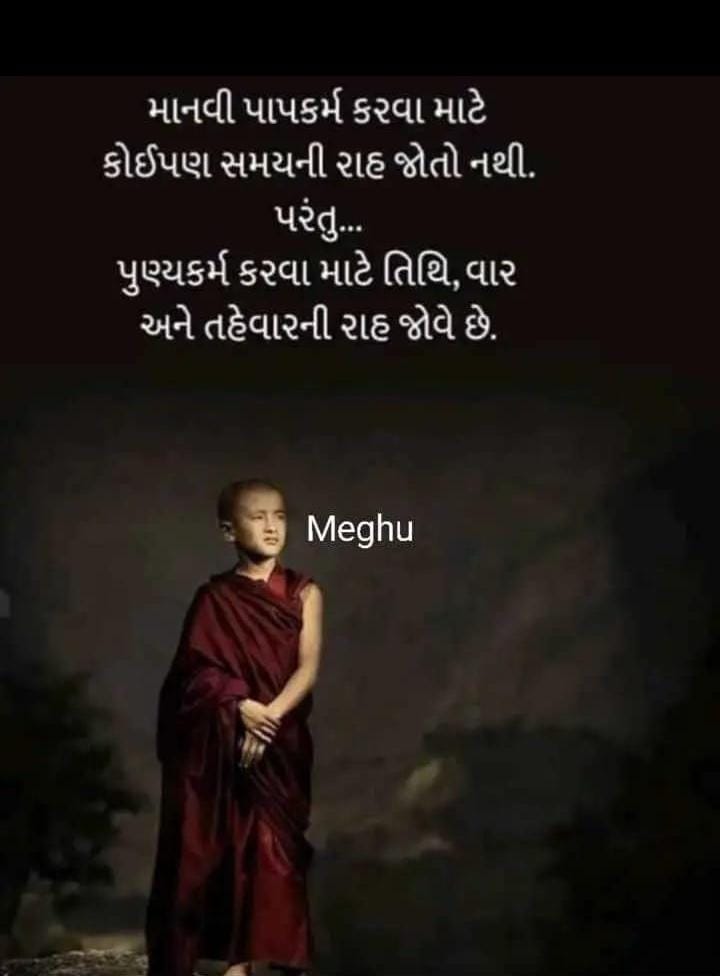 માનવી પાપકર્મ કરવા માટે
કોઈપણ સમયની રાહ જોતો નથી.
પરંતુ...
પુણ્યકર્મ કરવા માટે તિથિ, વાર
અને તહેવારની રાહ જોવે છે.
Meghu